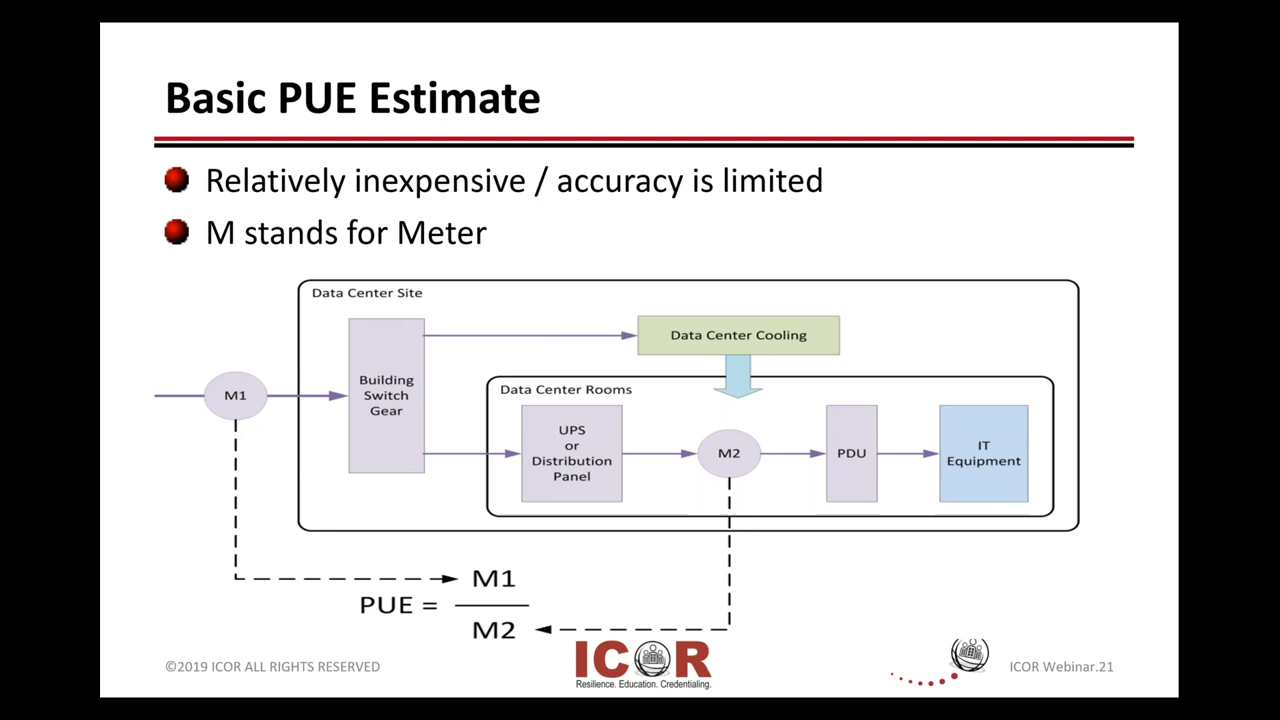 Basic PUE Estimate
Relatively inexpensive / accuracy is limited
M stands for Meter
Data Center Site
Data Center Cooling
Building
Switch
Gear
M1
Data Center Rooms
UPS
or
Distribution
Panel
M2
PDU
IT
Equipment
PUE =
M1
M2
©2019 ICOR ALL RIGHTS RESERVED
ICOR
Resilience. Education. Credentialing.
ICOR Webinar.21